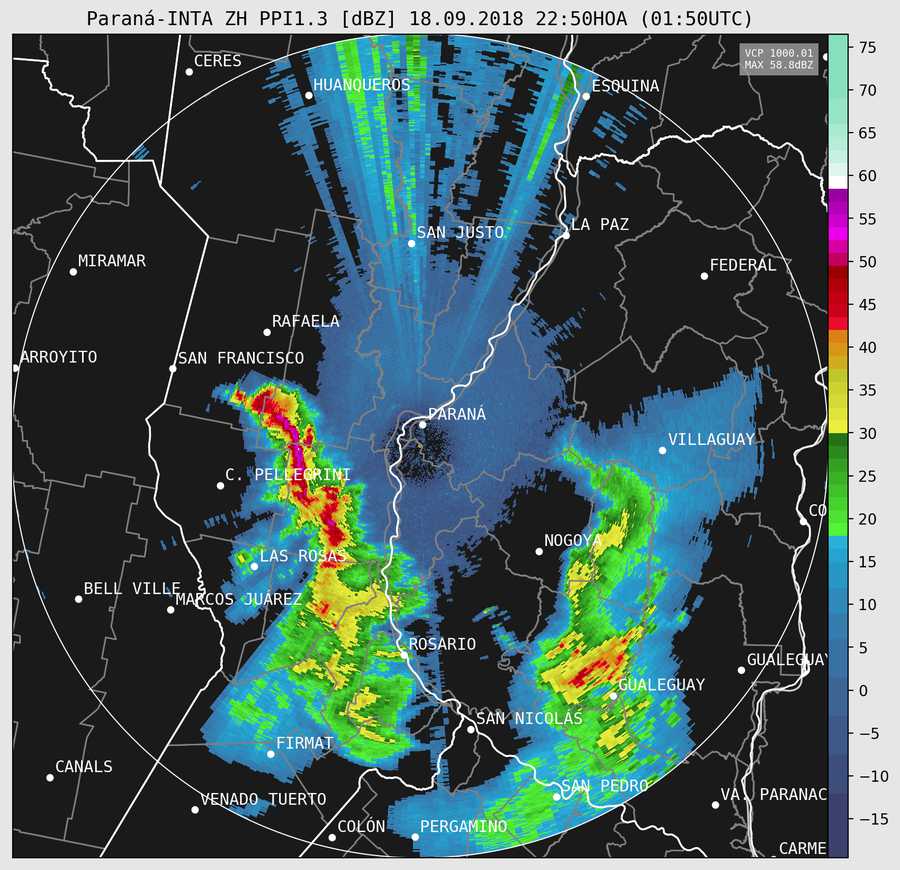 Paraná-INTA ZH PPI1.3 [dBZ] 18.09.2018 22:50HOA (01:50UTC)
VCP 1000.01
MAX 58.8dBZ
CERES
HUANQUEROS
ESQUINA
SAN JUSTO
LA PAZ
MIRAMAR
FEDERAL
RAFAELA
ARROYITO
SAN FRANCISCO
PARANÁ
VILLAGUAY
C. PELLEGRINI
CO
NOGOYA
LAS ROSAS
BELL VILLE
MARCOS JUÁREZ
ROSARIO
GUALEGUAY
GUALEGUAY
SAN NICOLÁS
FIRMAT
CANALS
SAN PEDRO
VENADO TUERTO
VA. PARANAC
COLÓN
PERGAMINO
CARME
75
70
65
60
55
50
45
40
35
30
25
20
15
10
5
0
−5
−10
−15